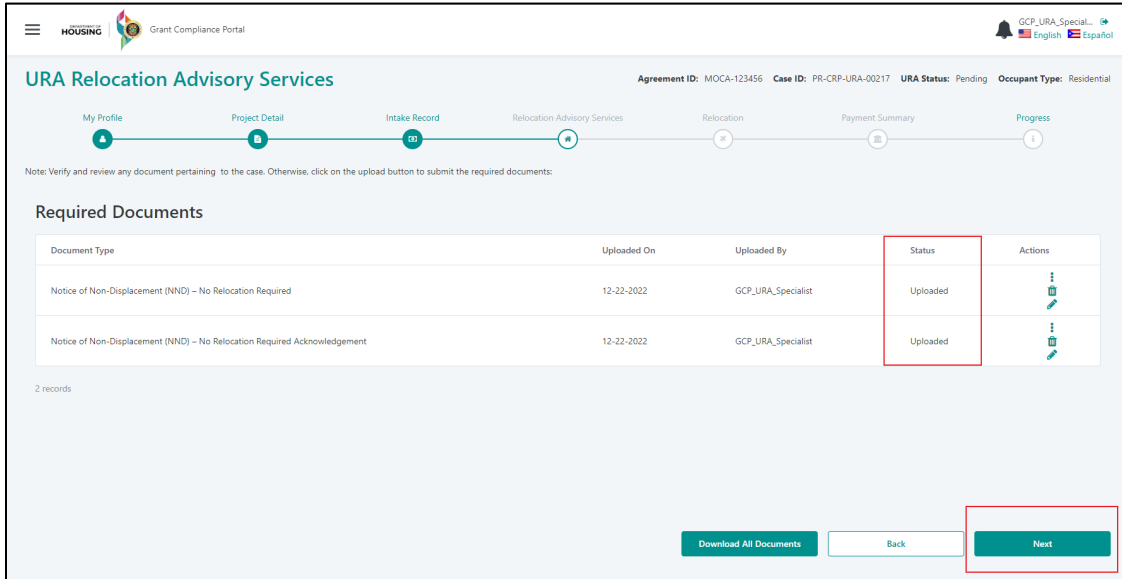 DEPARTMENT OF
HOUSING
Grant Compliance Portal
GCP_URA_Special...
English Español
URA Relocation Advisory Services
Agreement ID: MOCA-123456 Case ID: PR-CRP-URA-00217 URA Status: Pending Occupant Type: Residential
My Profile Project Detail Intake Record Relocation Advisory Services Relocation Payment Summary Progress
Note: Verify and review any document pertaining to the case. Otherwise, click on the upload button to submit the required documents:
Required Documents
Document Type Uploaded On Uploaded By Status Actions
Notice of Non-Displacement (NND) – No Relocation Required 12-22-2022 GCP_URA_Specialist Uploaded
Notice of Non-Displacement (NND) – No Relocation Required Acknowledgement 12-22-2022 GCP_URA_Specialist Uploaded
2 records
Download All Documents Back Next